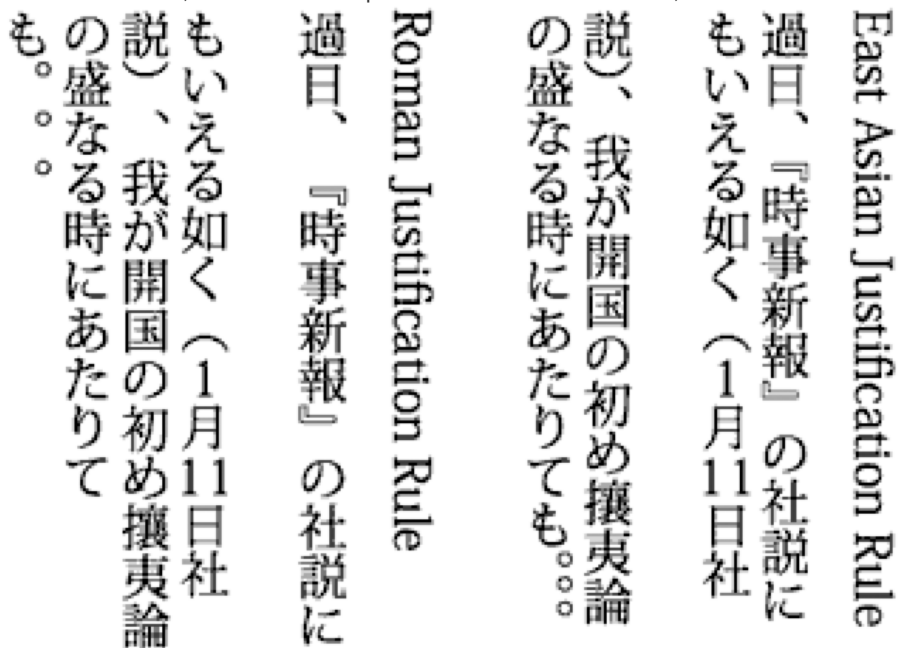 East Asian Justification Rule
過日、『時事新報』の社説に
もいえる如く（1月11日社
説）、我が開国の初め攘夷論
の盛なる時にあたりても。。。
Roman Justification Rule
過日、『時事新報』の社説に
もいえる如く（1月11日社
説）、我が開国の初め攘夷論
の盛なる時にあたりて
も。。。